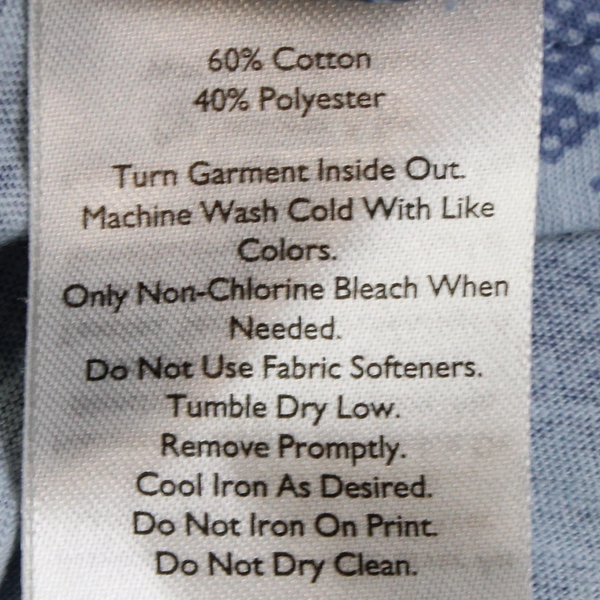 60% Cotton
40% Polyester
Turn Garment Inside Out.
Machine Wash Cold With Like
Colors.
Only Non-Chlorine Bleach When
Needed.
Do Not Use Fabric Softeners.
Tumble Dry Low.
Remove Promptly.
Cool Iron As Desired.
Do Not Iron On Print.
Do Not Dry Clean.